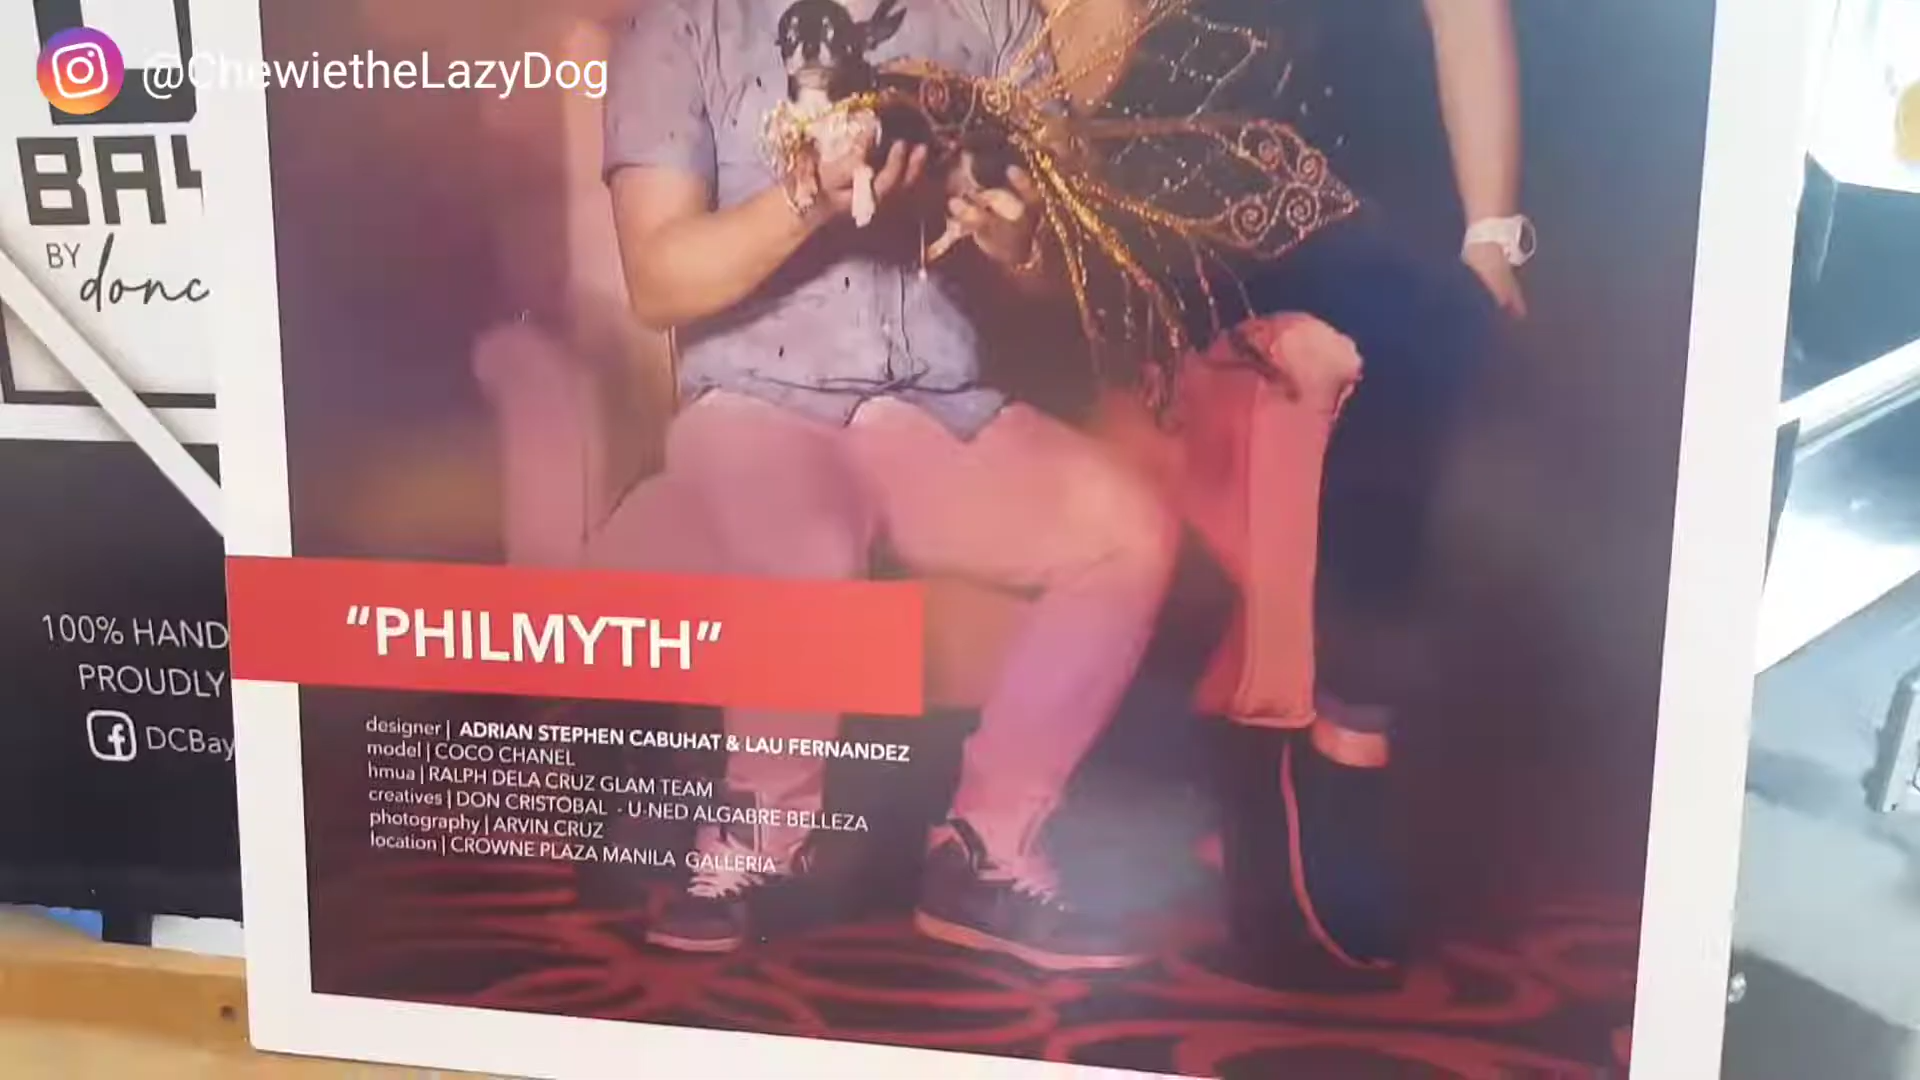 @ChewietheLazyDog
BAY
BY
donc
100% HAND
PROUDLY
DCBay
“PHILMYTH”
designer | ADRIAN STEPHEN CABUHAT & LAU FERNANDEZ
model | COCO CHANEL
hmua | RALPH DELA CRUZ GLAM TEAM
creatives | DON CRISTOBAL - U-NED ALGABRE BELLEZA
photography | ARVIN CRUZ
location | CROWNE PLAZA MANILA GALLERIA